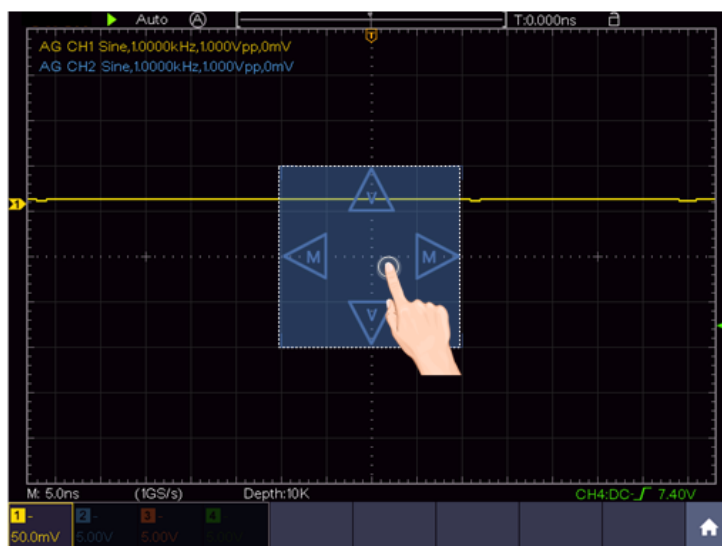 Auto A T:0.000ns
T
AG CH1 Sine,1.0000kHz,1.000Vpp,0mV
AG CH2 Sine,1.0000kHz,1.000Vpp,0mV
1
M M
M: 5.0ns (1GS/s) Depth:10K CH4:DC- 7.40V
1 - 2 - 3 - 4 -
50.0mV 5.00V 5.00V